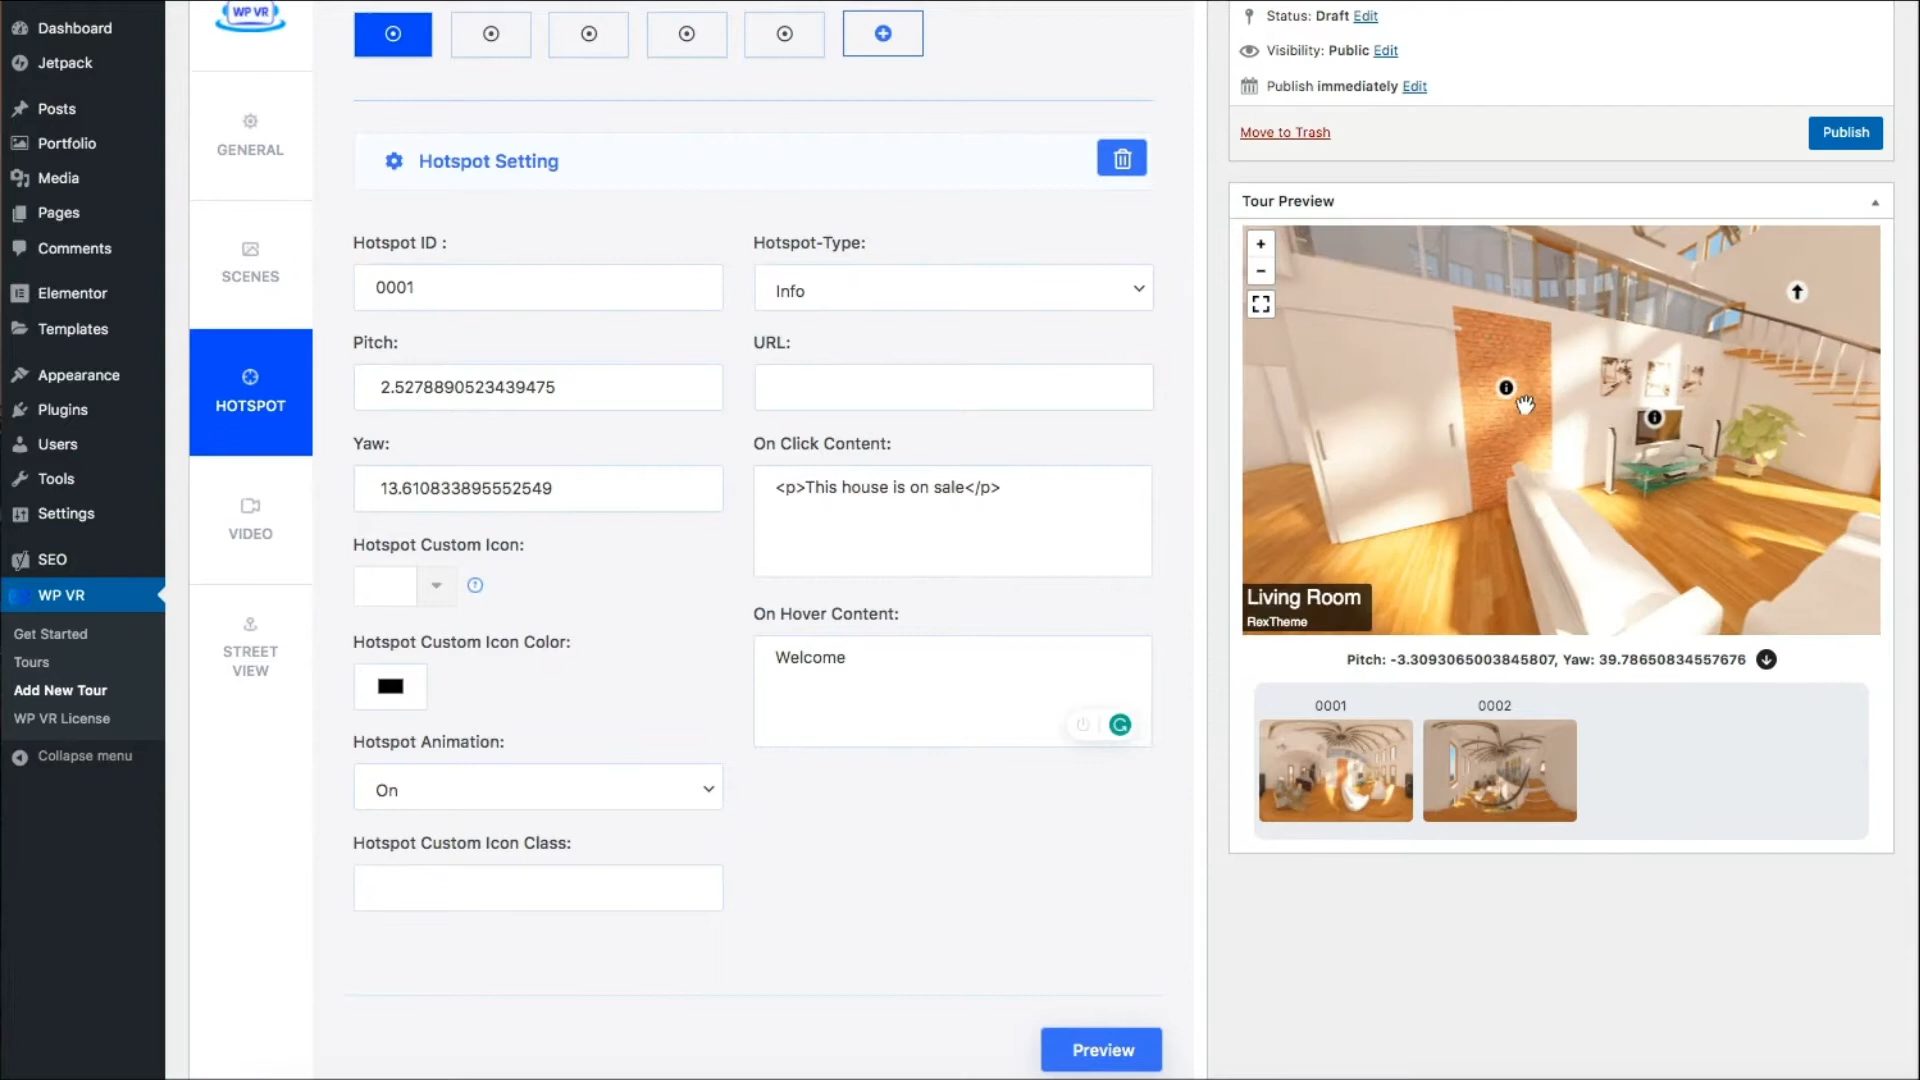 Dashboard
Jetpack
Posts
Portfolio
Media
Pages
Comments
Elementor
Templates
Appearance
Plugins
Users
Tools
Settings
SEO
WP VR
Get Started
Tours
Add New Tour
WP VR License
Collapse menu
WP VR
GENERAL
SCENES
HOTSPOT
VIDEO
STREET
VIEW
Hotspot Setting
Hotspot ID :
0001
Pitch:
2.5278890523439475
Yaw:
13.610833895552549
Hotspot Custom Icon:
Hotspot Custom Icon Color:
Hotspot Animation:
On
Hotspot Custom Icon Class:
Hotspot-Type:
Info
URL:
On Click Content:
<p>This house is on sale</p>
On Hover Content:
Welcome
Preview
Status: Draft Edit
Visibility: Public Edit
Publish immediately Edit
Move to Trash
Publish
Tour Preview
+
−
Living Room
RexTheme
Pitch: -3.3093065003845807, Yaw: 39.78650834557676
0001
0002